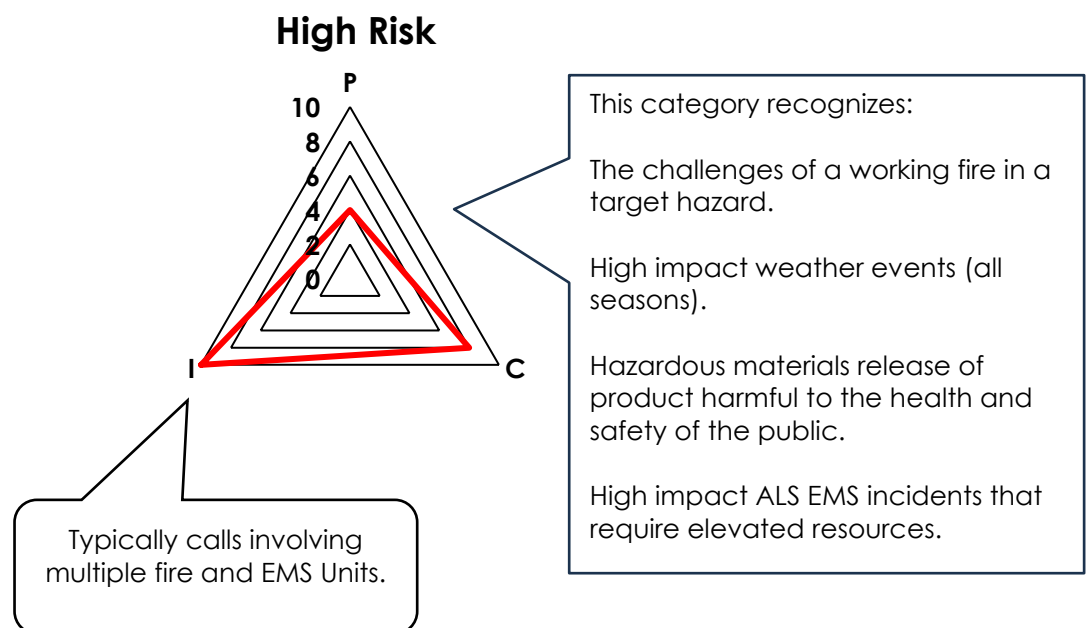 High Risk
P
10
8
6
4
2
0
I
C
This category recognizes:
The challenges of a working fire in a
target hazard.
High impact weather events (all
seasons).
Hazardous materials release of
product harmful to the health and
safety of the public.
High impact ALS EMS incidents that
require elevated resources.
Typically calls involving
multiple fire and EMS Units.